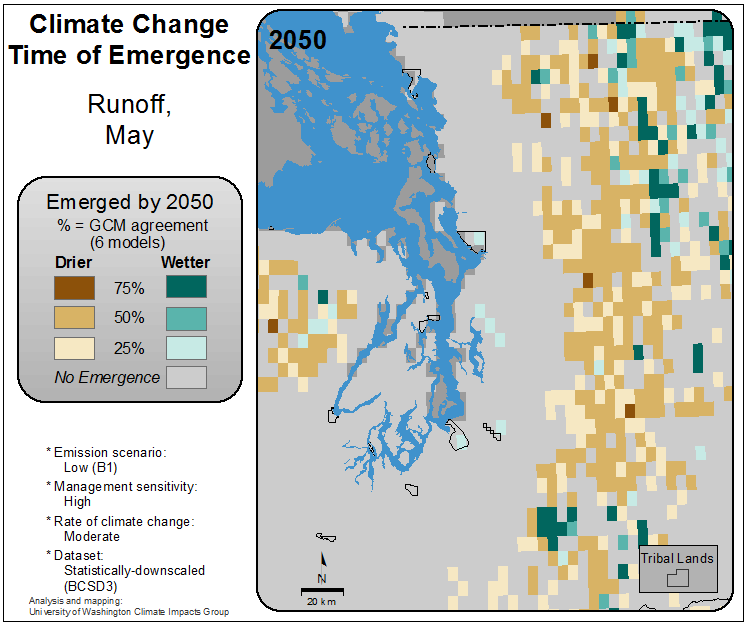 Climate Change
Time of Emergence
Runoff,
May
Emerged by 2050
% = GCM agreement
(6 models)
Drier Wetter
75%
50%
25%
No Emergence
* Emission scenario:
Low (B1)
* Management sensitivity:
High
* Rate of climate change:
Moderate
* Dataset:
Statistically-downscaled
(BCSD3)
Analysis and mapping:
University of Washington Climate Impacts Group
2050
N
20 km
Tribal Lands